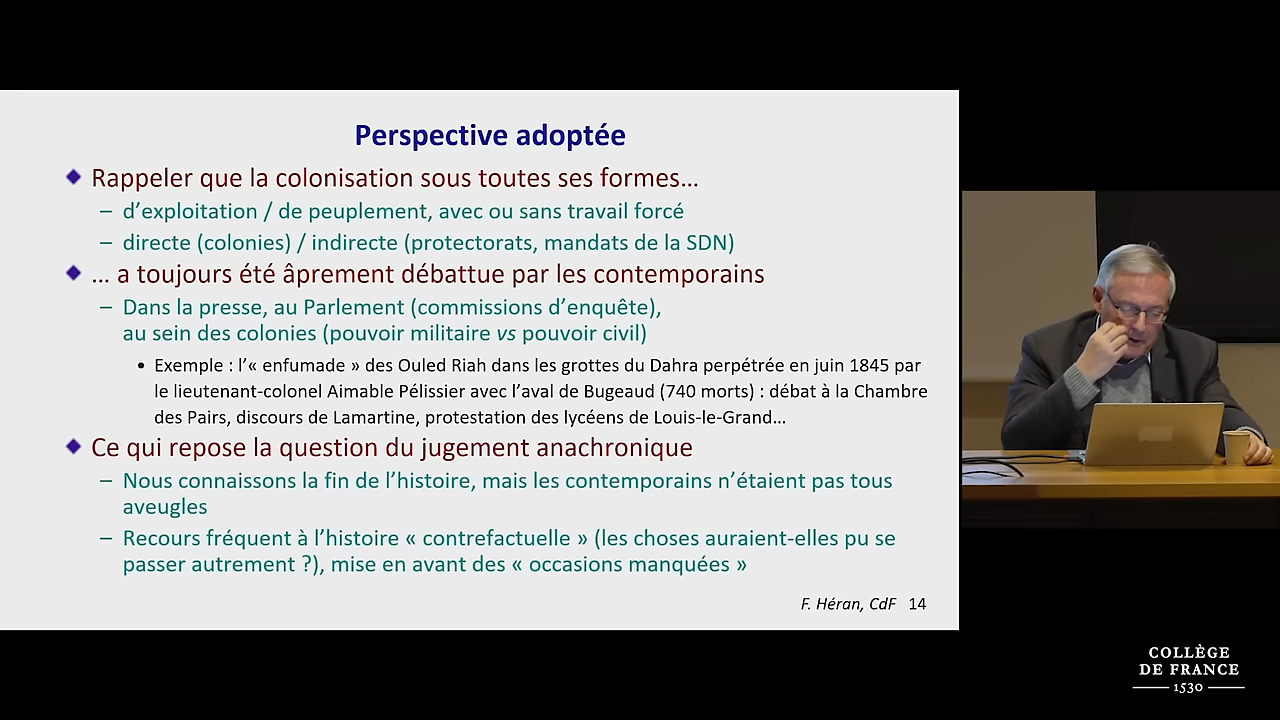 Perspective adoptée
◆ Rappeler que la colonisation sous toutes ses formes…
– d’exploitation / de peuplement, avec ou sans travail forcé
– directe (colonies) / indirecte (protectorats, mandats de la SDN)
◆ … a toujours été âprement débattue par les contemporains
– Dans la presse, au Parlement (commissions d’enquête),
au sein des colonies (pouvoir militaire vs pouvoir civil)
• Exemple : l’« enfumade » des Ouled Riah dans les grottes du Dahra perpétrée en juin 1845 par
le lieutenant-colonel Aimable Pélissier avec l’aval de Bugeaud (740 morts) : débat à la Chambre
des Pairs, discours de Lamartine, protestation des lycéens de Louis-le-Grand…
◆ Ce qui repose la question du jugement anachronique
– Nous connaissons la fin de l’histoire, mais les contemporains n’étaient pas tous
aveugles
– Recours fréquent à l’histoire « contrefactuelle » (les choses auraient-elles pu se
passer autrement ?), mise en avant des « occasions manquées »
F. Héran, CdF 14
COLLÈGE
DE FRANCE
1530